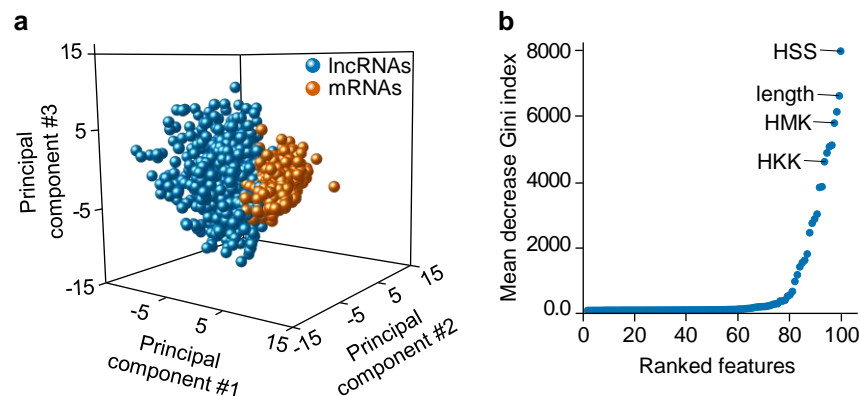 a
15
5
-5
-15
Principal
component #3
lncRNAs
mRNAs
-5
5
15
Principal
component #1
-15
-5
5
15
Principal
component #2
b
8000
6000
4000
2000
0.0
Mean decrease Gini index
HSS
length
HMK
HKK
0
20
40
60
80
100
Ranked features